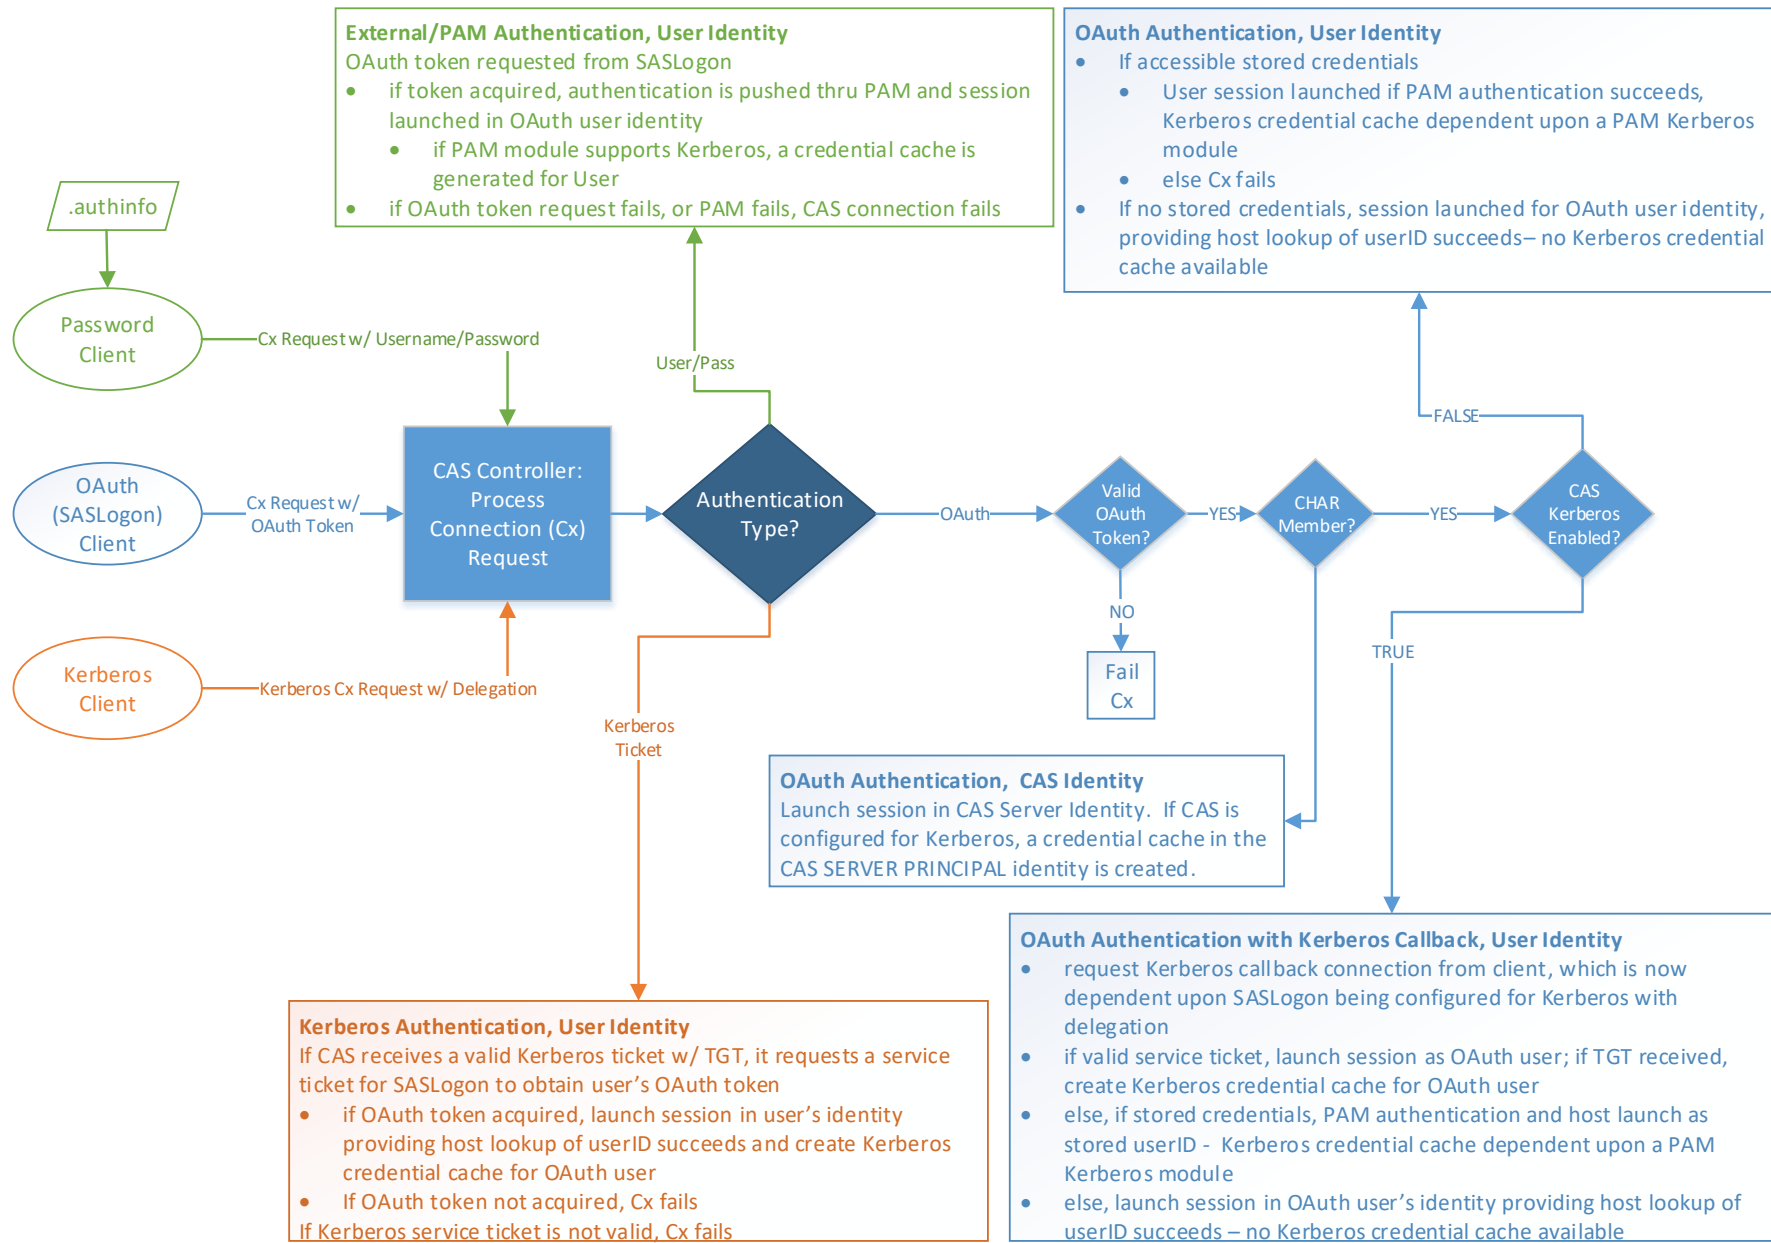 External/PAM Authentication, User Identity
OAuth token requested from SASLogon
• if token acquired, authentication is pushed thru PAM and session
launched in OAuth user identity
• if PAM module supports Kerberos, a credential cache is
generated for User
• if OAuth token request fails, or PAM fails, CAS connection fails
OAuth Authentication, User Identity
• If accessible stored credentials
• User session launched if PAM authentication succeeds,
Kerberos credential cache dependent upon a PAM Kerberos
module
• else Cx fails
• If no stored credentials, session launched for OAuth user identity,
providing host lookup of userID succeeds– no Kerberos credential
cache available
.authinfo
Password
Client
Cx Request w/ Username/Password
User/Pass
FALSE
OAuth
(SASLogon)
Client
Cx Request w/
OAuth Token
CAS Controller:
Process
Connection (Cx)
Request
Authentication
Type?
OAuth
Valid
OAuth
Token?
YES
CHAR
Member?
YES
CAS
Kerberos
Enabled?
NO
Fail
Cx
TRUE
Kerberos
Client
Kerberos Cx Request w/ Delegation
Kerberos
Ticket
OAuth Authentication,  CAS Identity
Launch session in CAS Server Identity.  If CAS is
configured for Kerberos, a credential cache in the
CAS SERVER PRINCIPAL identity is created.
Kerberos Authentication, User Identity
If CAS receives a valid Kerberos ticket w/ TGT, it requests a service
ticket for SASLogon to obtain user’s OAuth token
• if OAuth token acquired, launch session in user’s identity
providing host lookup of userID succeeds and create Kerberos
credential cache for OAuth user
• If OAuth token not acquired, Cx fails
If Kerberos service ticket is not valid, Cx fails
OAuth Authentication with Kerberos Callback, User Identity
• request Kerberos callback connection from client, which is now
dependent upon SASLogon being configured for Kerberos with
delegation
• if valid service ticket, launch session as OAuth user; if TGT received,
create Kerberos credential cache for OAuth user
• else, if stored credentials, PAM authentication and host launch as
stored userID -  Kerberos credential cache dependent upon a PAM
Kerberos module
• else, launch session in OAuth user’s identity providing host lookup of
userID succeeds – no Kerberos credential cache available